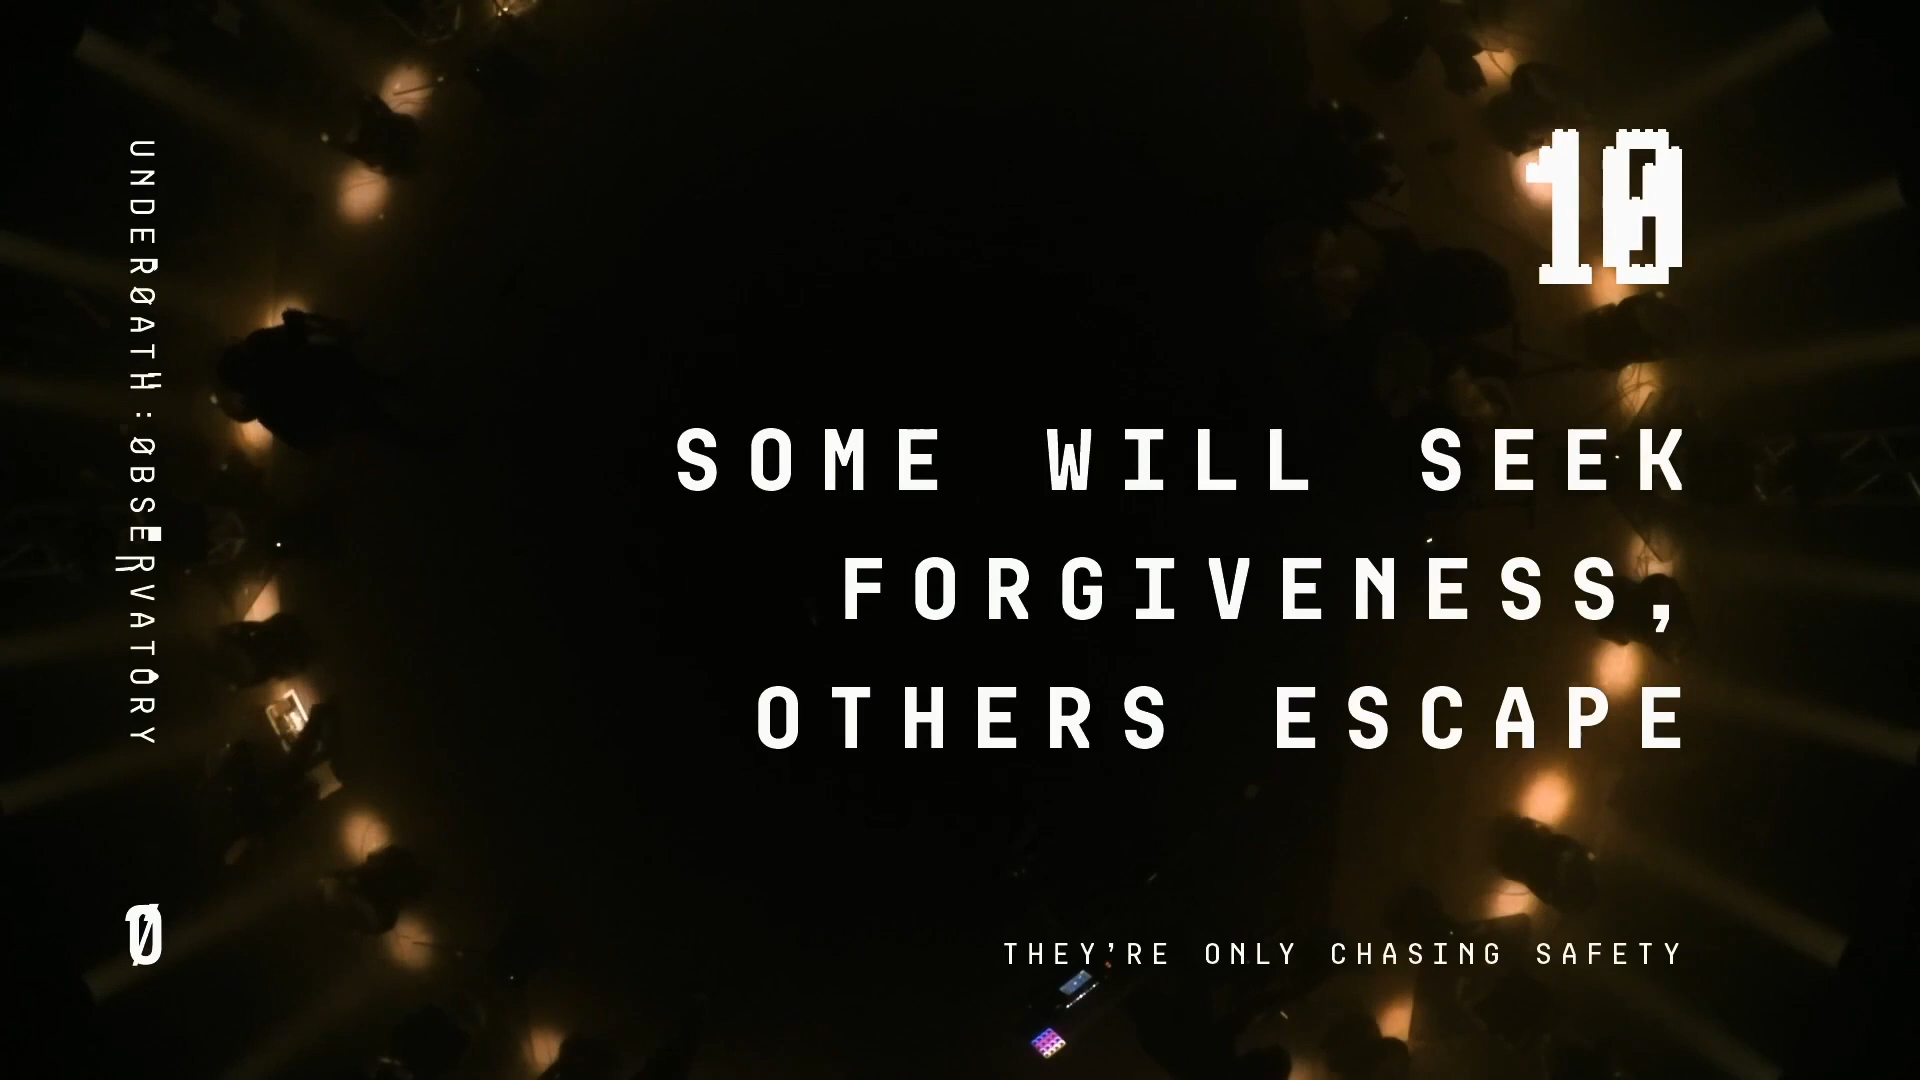 UNDERØATH:ØBSERVATORY
10
SOME WILL SEEK
FORGIVENESS,
OTHERS ESCAPE
THEY’RE ONLY CHASING SAFETY
Ø